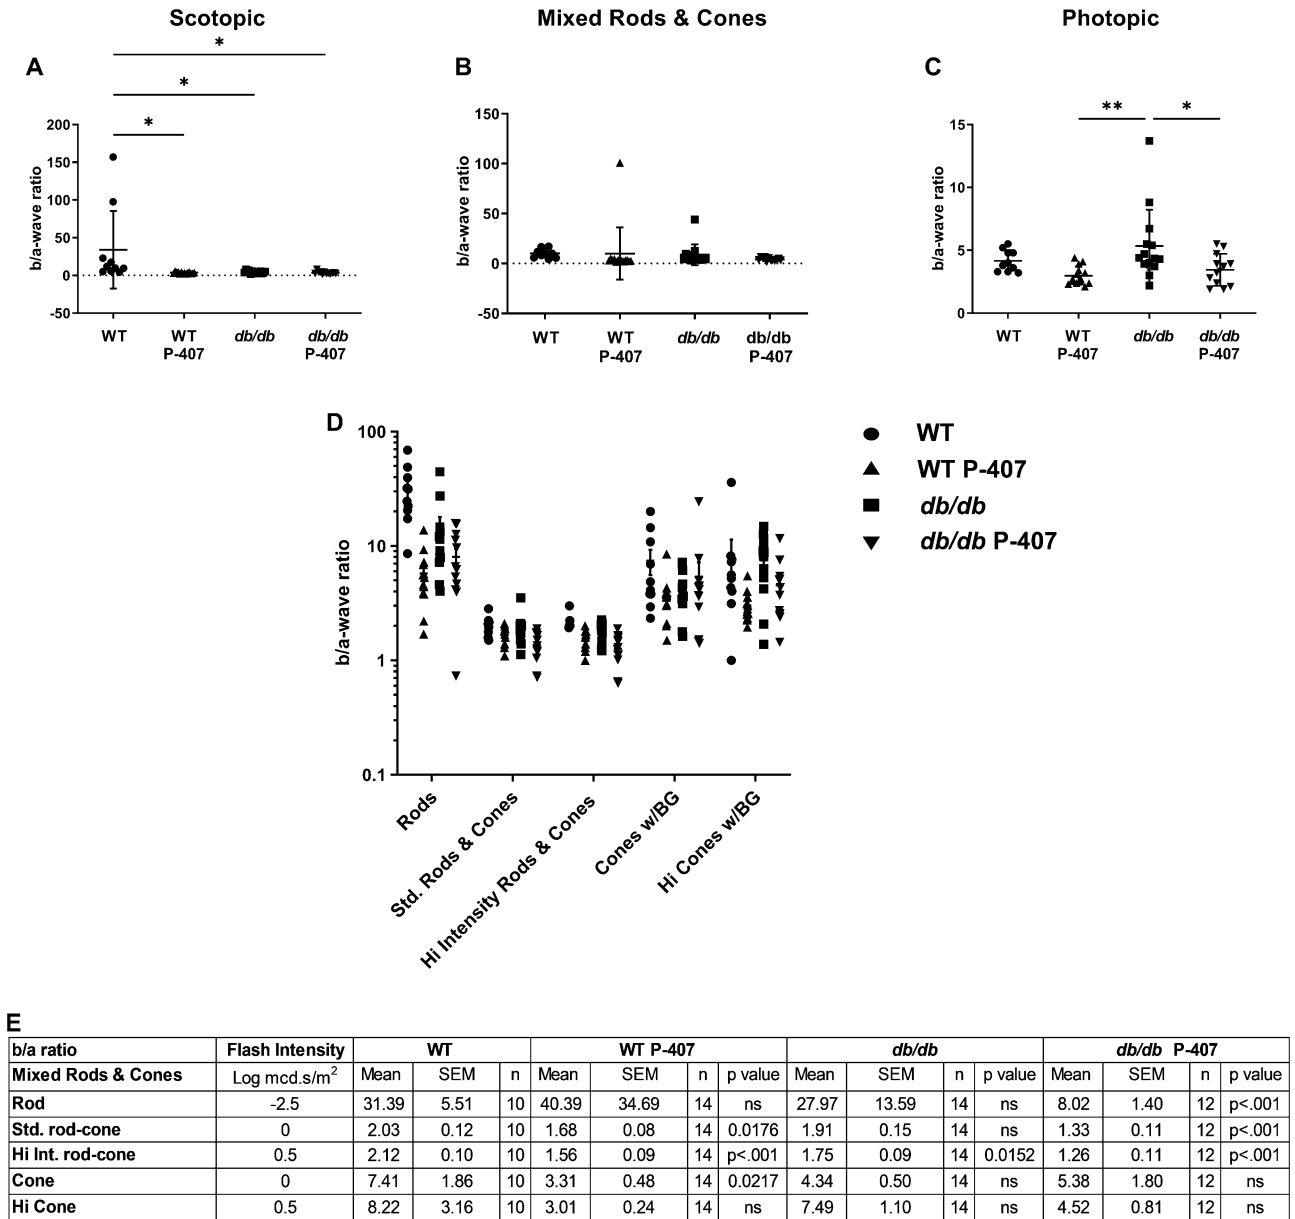 Scotopic
Mixed Rods & Cones
Photopic
A
*
*
*
b/a-wave ratio
200
150
100
50
0
-50
WT
WT P-407
db/db
db/db P-407
B
b/a-wave ratio
150
100
50
0
-50
WT
WT P-407
db/db
db/db P-407
C
**
*
b/a-wave ratio
15
10
5
0
WT
WT P-407
db/db
db/db P-407
D
b/a-wave ratio
100
10
1
0.1
Rods
Std. Rods & Cones
Hi Intensity Rods & Cones
Cones w/BG
Hi Cones w/BG
WT
WT P-407
db/db
db/db P-407
E
b/a ratio Flash Intensity WT WT P-407 db/db db/db P-407
Mixed Rods & Cones Log mcd.s/m2 Mean SEM n Mean SEM n p value Mean SEM n p value Mean SEM n p value
Rod -2.5 31.39 5.51 10 40.39 34.69 14 ns 27.97 13.59 14 ns 8.02 1.40 12 p<.001
Std. rod-cone 0 2.03 0.12 10 1.68 0.08 14 0.0176 1.91 0.15 14 ns 1.33 0.11 12 p<.001
Hi Int. rod-cone 0.5 2.12 0.10 10 1.56 0.09 14 p<.001 1.75 0.09 14 0.0152 1.26 0.11 12 p<.001
Cone 0 7.41 1.86 10 3.31 0.48 14 0.0217 4.34 0.50 14 ns 5.38 1.80 12 ns
Hi Cone 0.5 8.22 3.16 10 3.01 0.24 14 ns 7.49 1.10 14 ns 4.52 0.81 12 ns